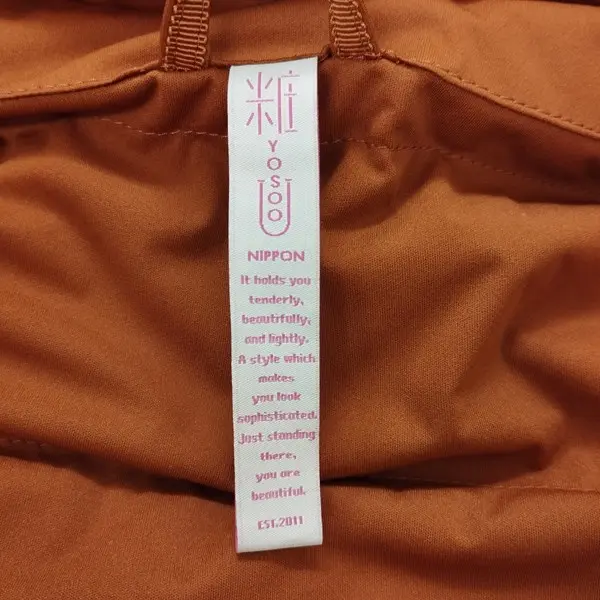 粧
YOSOO
NIPPON
It holds you
tenderly,
beautifully,
and lightly.
A style which
makes
you look
sophisticated.
Just standing
there,
you are
beautiful.
EST.2011